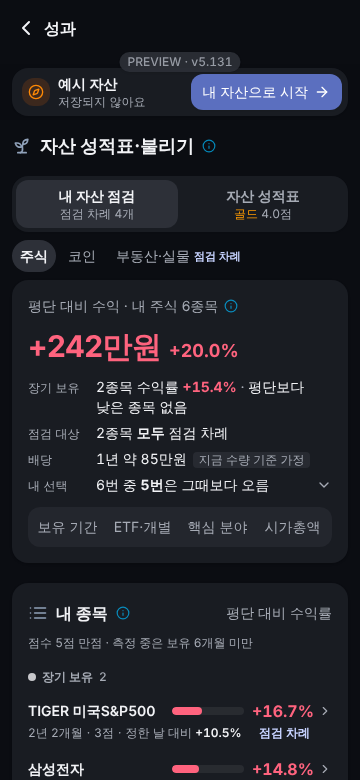 성과
PREVIEW · v5.131
예시 자산
저장되지 않아요
내 자산으로 시작
자산 성적표·불리기
내 자산 점검
점검 차례 4개
자산 성적표
골드 4.0점
주식
코인
부동산·실물 점검 차례
평단 대비 수익 · 내 주식 6종목
+242만원 +20.0%
장기 보유 2종목 수익률 +15.4% · 평단보다
낮은 종목 없음
점검 대상 2종목 모두 점검 차례
배당 1년 약 85만원 지금 수량 기준 가정
내 선택 6번 중 5번은 그때보다 오름
보유 기간 ETF·개별 핵심 분야 시가총액
내 종목
평단 대비 수익률
점수 5점 만점 · 측정 중은 보유 6개월 미만
장기 보유 2
TIGER 미국S&P500 +16.7%
2년 2개월 · 3점 · 정한 날 대비 +10.5% 점검 차례
삼성전자 +14.8%